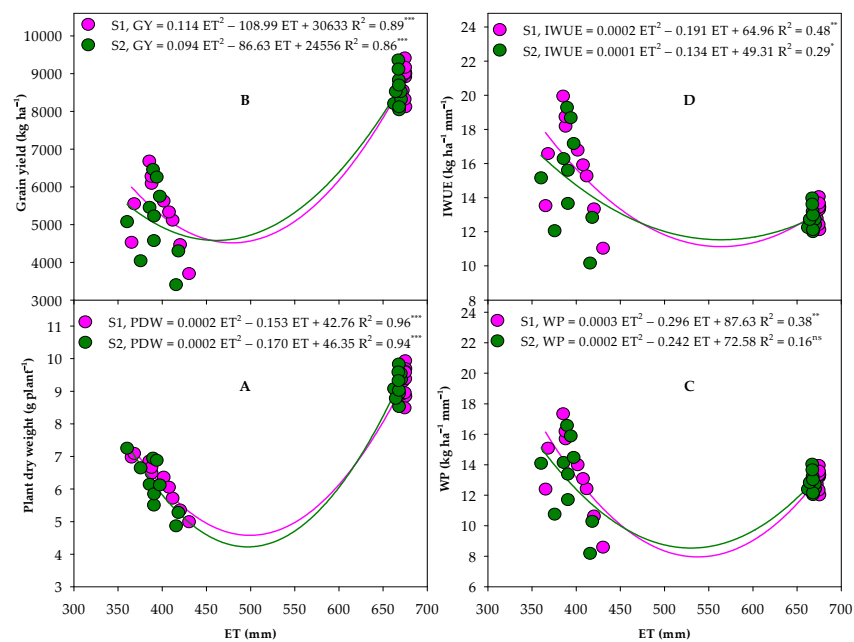 S1, GY = 0.114 ET² − 108.99 ET + 30633 R² = 0.89***
S2, GY = 0.094 ET² − 86.63 ET + 24556 R² = 0.86***
B
Grain yield (kg ha⁻¹)
10000
9000
8000
7000
6000
5000
4000
3000
S1, IWUE = 0.0002 ET² − 0.191 ET + 64.96 R² = 0.48**
S2, IWUE = 0.0001 ET² − 0.134 ET + 49.31 R² = 0.29*
D
IWUE (kg ha⁻¹ mm⁻¹)
24
22
20
18
16
14
12
10
8
S1, PDW = 0.0002 ET² − 0.153 ET + 42.76 R² = 0.96***
S2, PDW = 0.0002 ET² − 0.170 ET + 46.35 R² = 0.94***
A
Plant dry weight (g plant⁻¹)
11
10
9
8
7
6
5
4
3
300 350 400 450 500 550 600 650 700
ET (mm)
S1, WP = 0.0003 ET² − 0.296 ET + 87.63 R² = 0.38**
S2, WP = 0.0002 ET² − 0.242 ET + 72.58 R² = 0.16ns
C
WP (kg ha⁻¹ mm⁻¹)
24
22
20
18
16
14
12
10
8
6
300 350 400 450 500 550 600 650 700
ET (mm)